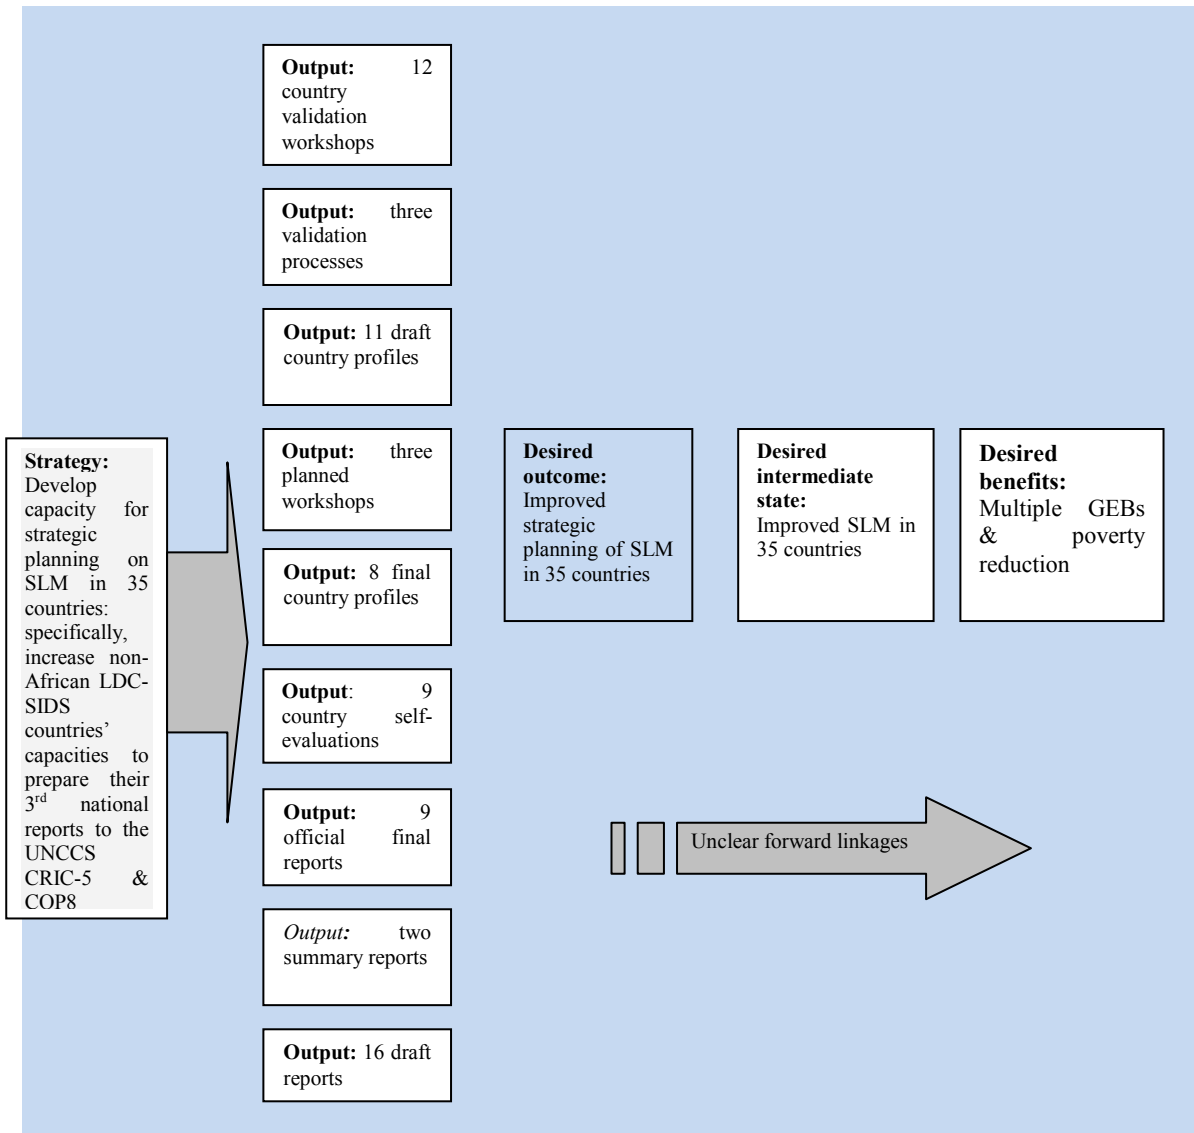 Strategy:
Develop
capacity for
strategic
planning on
SLM in 35
countries:
specifically,
increase non-
African LDC-
SIDS
countries’
capacities to
prepare their
3rd national
reports to the
UNCCS
CRIC-5 &
COP8
Output: 12
country
validation
workshops
Output: three
validation
processes
Output: 11 draft
country profiles
Output: three
planned
workshops
Output: 8 final
country profiles
Output: 9
country self-
evaluations
Output: 9
official final
reports
Output: two
summary reports
Output: 16 draft
reports
Desired
outcome:
Improved
strategic
planning of SLM
in 35 countries
Desired
intermediate
state:
Improved SLM in
35 countries
Desired
benefits:
Multiple GEBs
& poverty
reduction
Unclear forward linkages